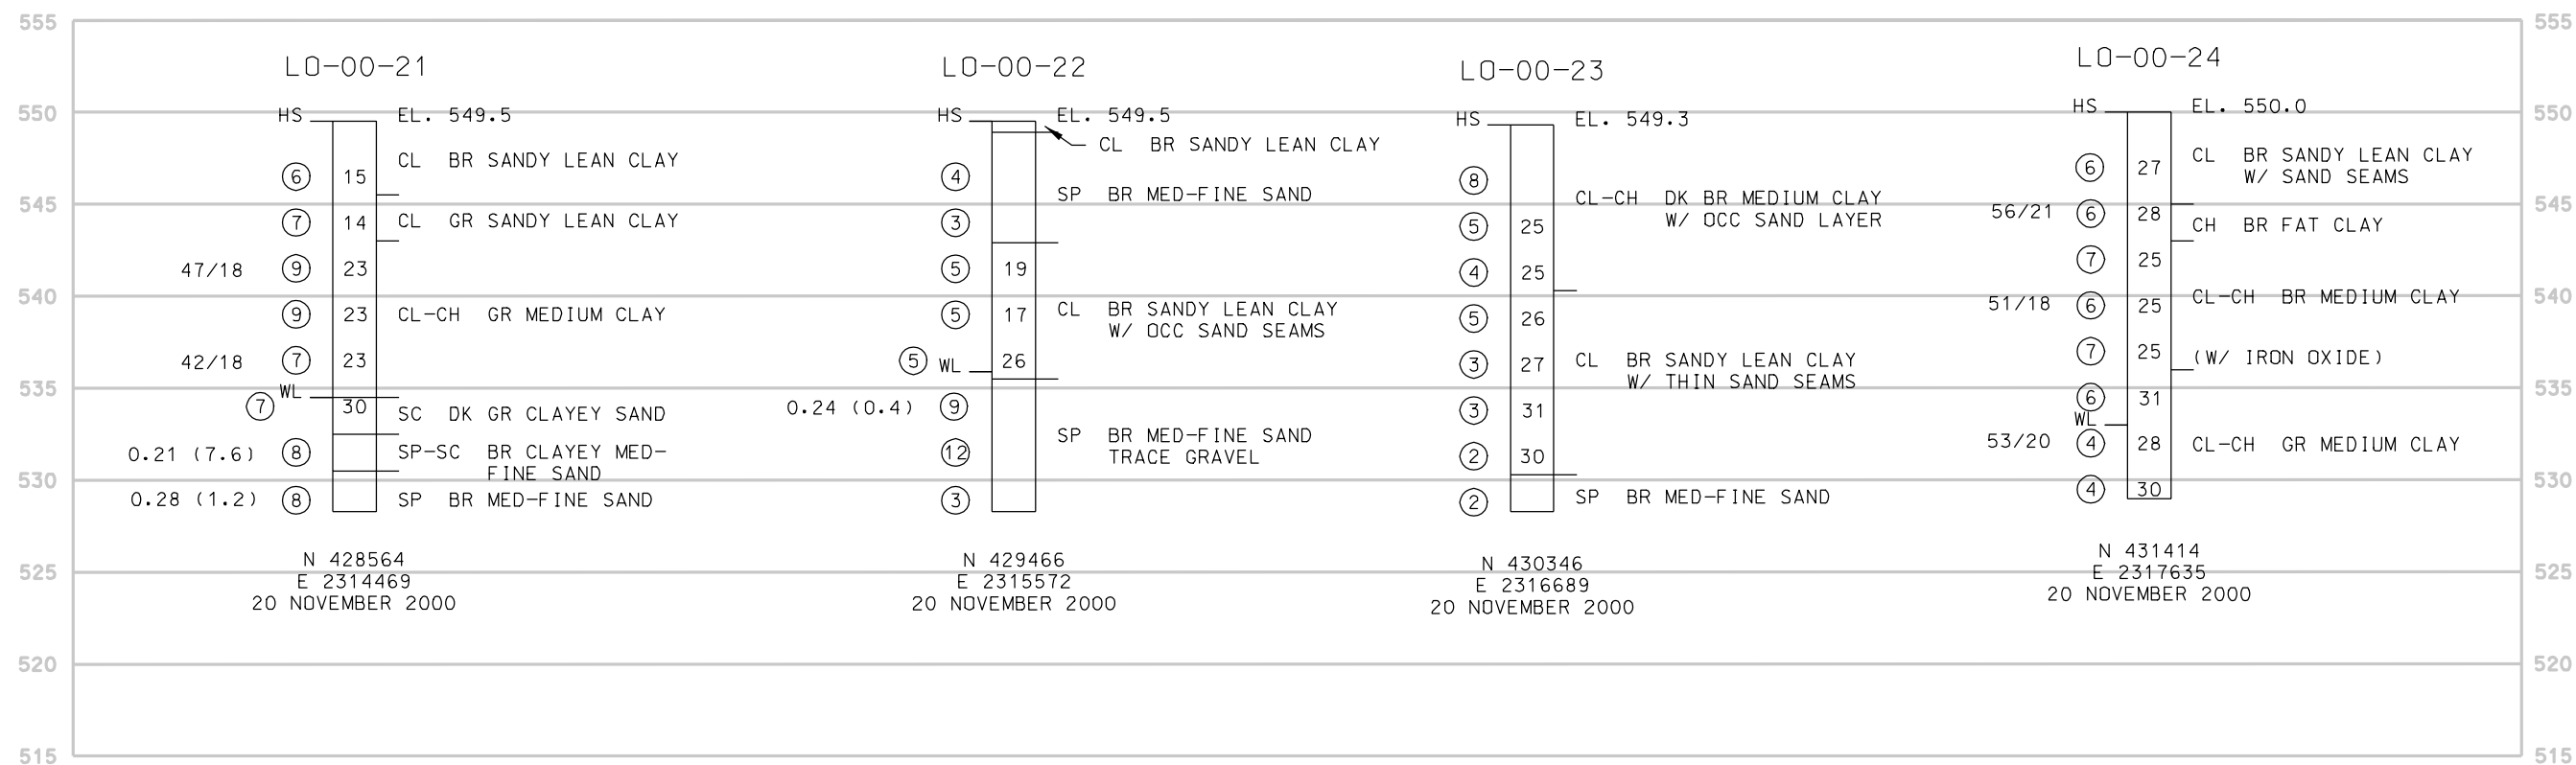 555 555
LO-00-21
HS EL. 549.5
CL BR SANDY LEAN CLAY
6 15
7 14 CL GR SANDY LEAN CLAY
47/18 9 23
9 23 CL-CH GR MEDIUM CLAY
42/18 7 23
WL
7 30 SC DK GR CLAYEY SAND
0.21 (7.6) 8 SP-SC BR CLAYEY MED-
FINE SAND
0.28 (1.2) 8 SP BR MED-FINE SAND
N 428564
E 2314469
20 NOVEMBER 2000
LO-00-22
HS EL. 549.5
CL BR SANDY LEAN CLAY
4
SP BR MED-FINE SAND
3
5 19
5 17 CL BR SANDY LEAN CLAY
W/ OCC SAND SEAMS
5 WL 26
0.24 (0.4) 9
SP BR MED-FINE SAND
12 TRACE GRAVEL
3
N 429466
E 2315572
20 NOVEMBER 2000
LO-00-23
HS EL. 549.3
8
CL-CH DK BR MEDIUM CLAY
5 25 W/ OCC SAND LAYER
4 25
5 26
3 27 CL BR SANDY LEAN CLAY
W/ THIN SAND SEAMS
3 31
2 30
2 SP BR MED-FINE SAND
N 430346
E 2316689
20 NOVEMBER 2000
LO-00-24
HS EL. 550.0
CL BR SANDY LEAN CLAY
6 27 W/ SAND SEAMS
56/21 6 28
CH BR FAT CLAY
7 25
51/18 6 25 CL-CH BR MEDIUM CLAY
7 25 (W/ IRON OXIDE)
6 31
WL
53/20 4 28 CL-CH GR MEDIUM CLAY
4 30
N 431414
E 2317635
20 NOVEMBER 2000
550 550
545 545
540 540
535 535
530 530
525 525
520 520
515 515